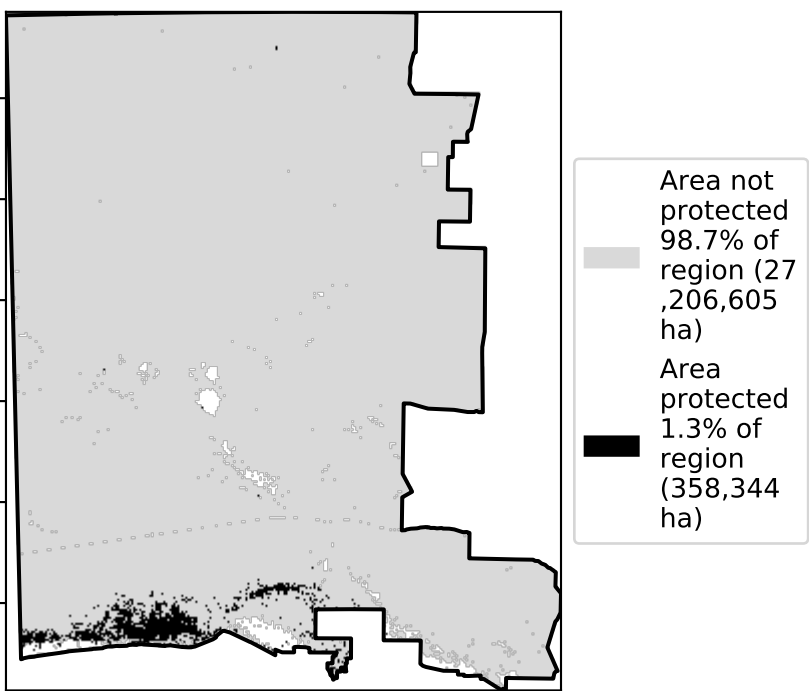 Area not
protected
98.7% of
region (27
,206,605
ha)
Area
protected
1.3% of
region
(358,344
ha)